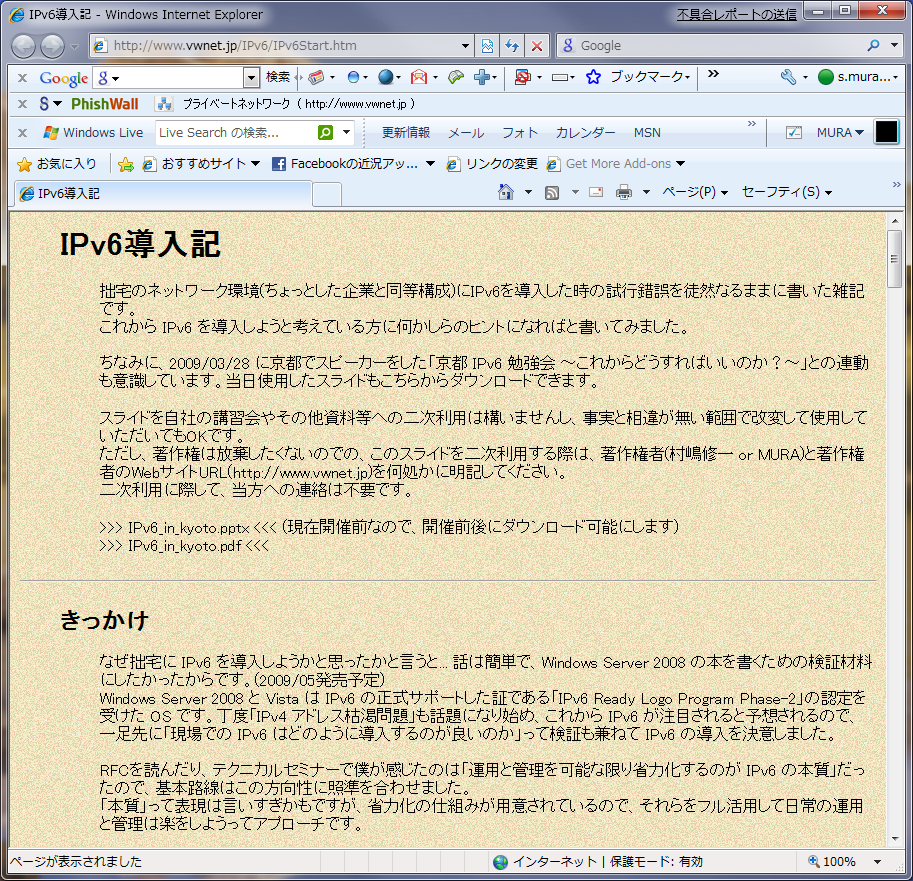 IPv6導入記 - Windows Internet Explorer
不具合レポートの送信
http://www.vwnet.jp/IPv6/IPv6Start.htm
Google
Google
検索
ブックマーク
s.mura...
PhishWall
プライベートネットワーク ( http://www.vwnet.jp )
Windows Live
Live Search の検索...
更新情報
メール
フォト
カレンダー
MSN
MURA
お気に入り
おすすめサイト
Facebookの近況アッ...
リンクの変更
Get More Add-ons
IPv6導入記
ページ(P)
セーフティ(S)
IPv6導入記
拙宅のネットワーク環境(ちょっとした企業と同等構成)にIPv6を導入した時の試行錯誤を徒然なるままに書いた雑記
です。
これから IPv6 を導入しようと考えている方に何かしらのヒントになればと書いてみました。
ちなみに、2009/03/28 に京都でスピーカーをした「京都 IPv6 勉強会 ～これからどうすればいいのか？～」との連動
も意識しています。当日使用したスライドもこちらからダウンロードできます。
スライドを自社の講習会やその他資料等への二次利用は構いませんし、事実と相違が無い範囲で改変して使用して
いただいてもOKです。
ただし、著作権は放棄したくないのでの、このスライドを二次利用する際は、著作権者(村嶋修一 or MURA)と著作権
者のWebサイトURL(http://www.vwnet.jp)を何処かに明記してください。
二次利用に際して、当方への連絡は不要です。
>>> IPv6_in_kyoto.pptx <<< (現在開催前なので、開催前後にダウンロード可能にします)
>>> IPv6_in_kyoto.pdf <<<
きっかけ
なぜ拙宅に IPv6 を導入しようかと思ったかと言うと... 話は簡単で、Windows Server 2008 の本を書くための検証材料
にしたかったからです。(2009/05発売予定)
Windows Server 2008 と Vista は IPv6 の正式サポートした証である「IPv6 Ready Logo Program Phase-2」の認定を
受けた OS です。丁度「IPv4 アドレス枯渇問題」も話題になり始め、これから IPv6 が注目されると予想されるので、
一足先に「現場での IPv6 はどのように導入するのが良いのか」って検証も兼ねて IPv6 の導入を決意しました。
RFCを読んだり、テクニカルセミナーで僕が感じたのは「運用と管理を可能な限り省力化するのが IPv6 の本質」だっ
たので、基本路線はこの方向性に照準を合わせました。
「本質」って表現は言いすぎかもですが、省力化の仕組みが用意されているので、それらをフル活用して日常の運用
と管理は楽をしようってアプローチです。
ページが表示されました
インターネット | 保護モード: 有効
100%